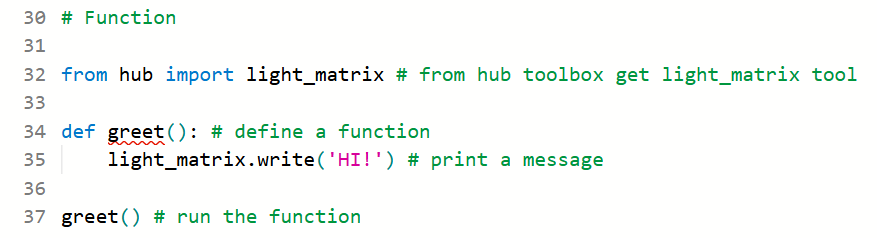 30 # Function
31
32 from hub import light_matrix # from hub toolbox get light_matrix tool
33
34 def greet(): # define a function
35     light_matrix.write('HI!') # print a message
36
37 greet() # run the function